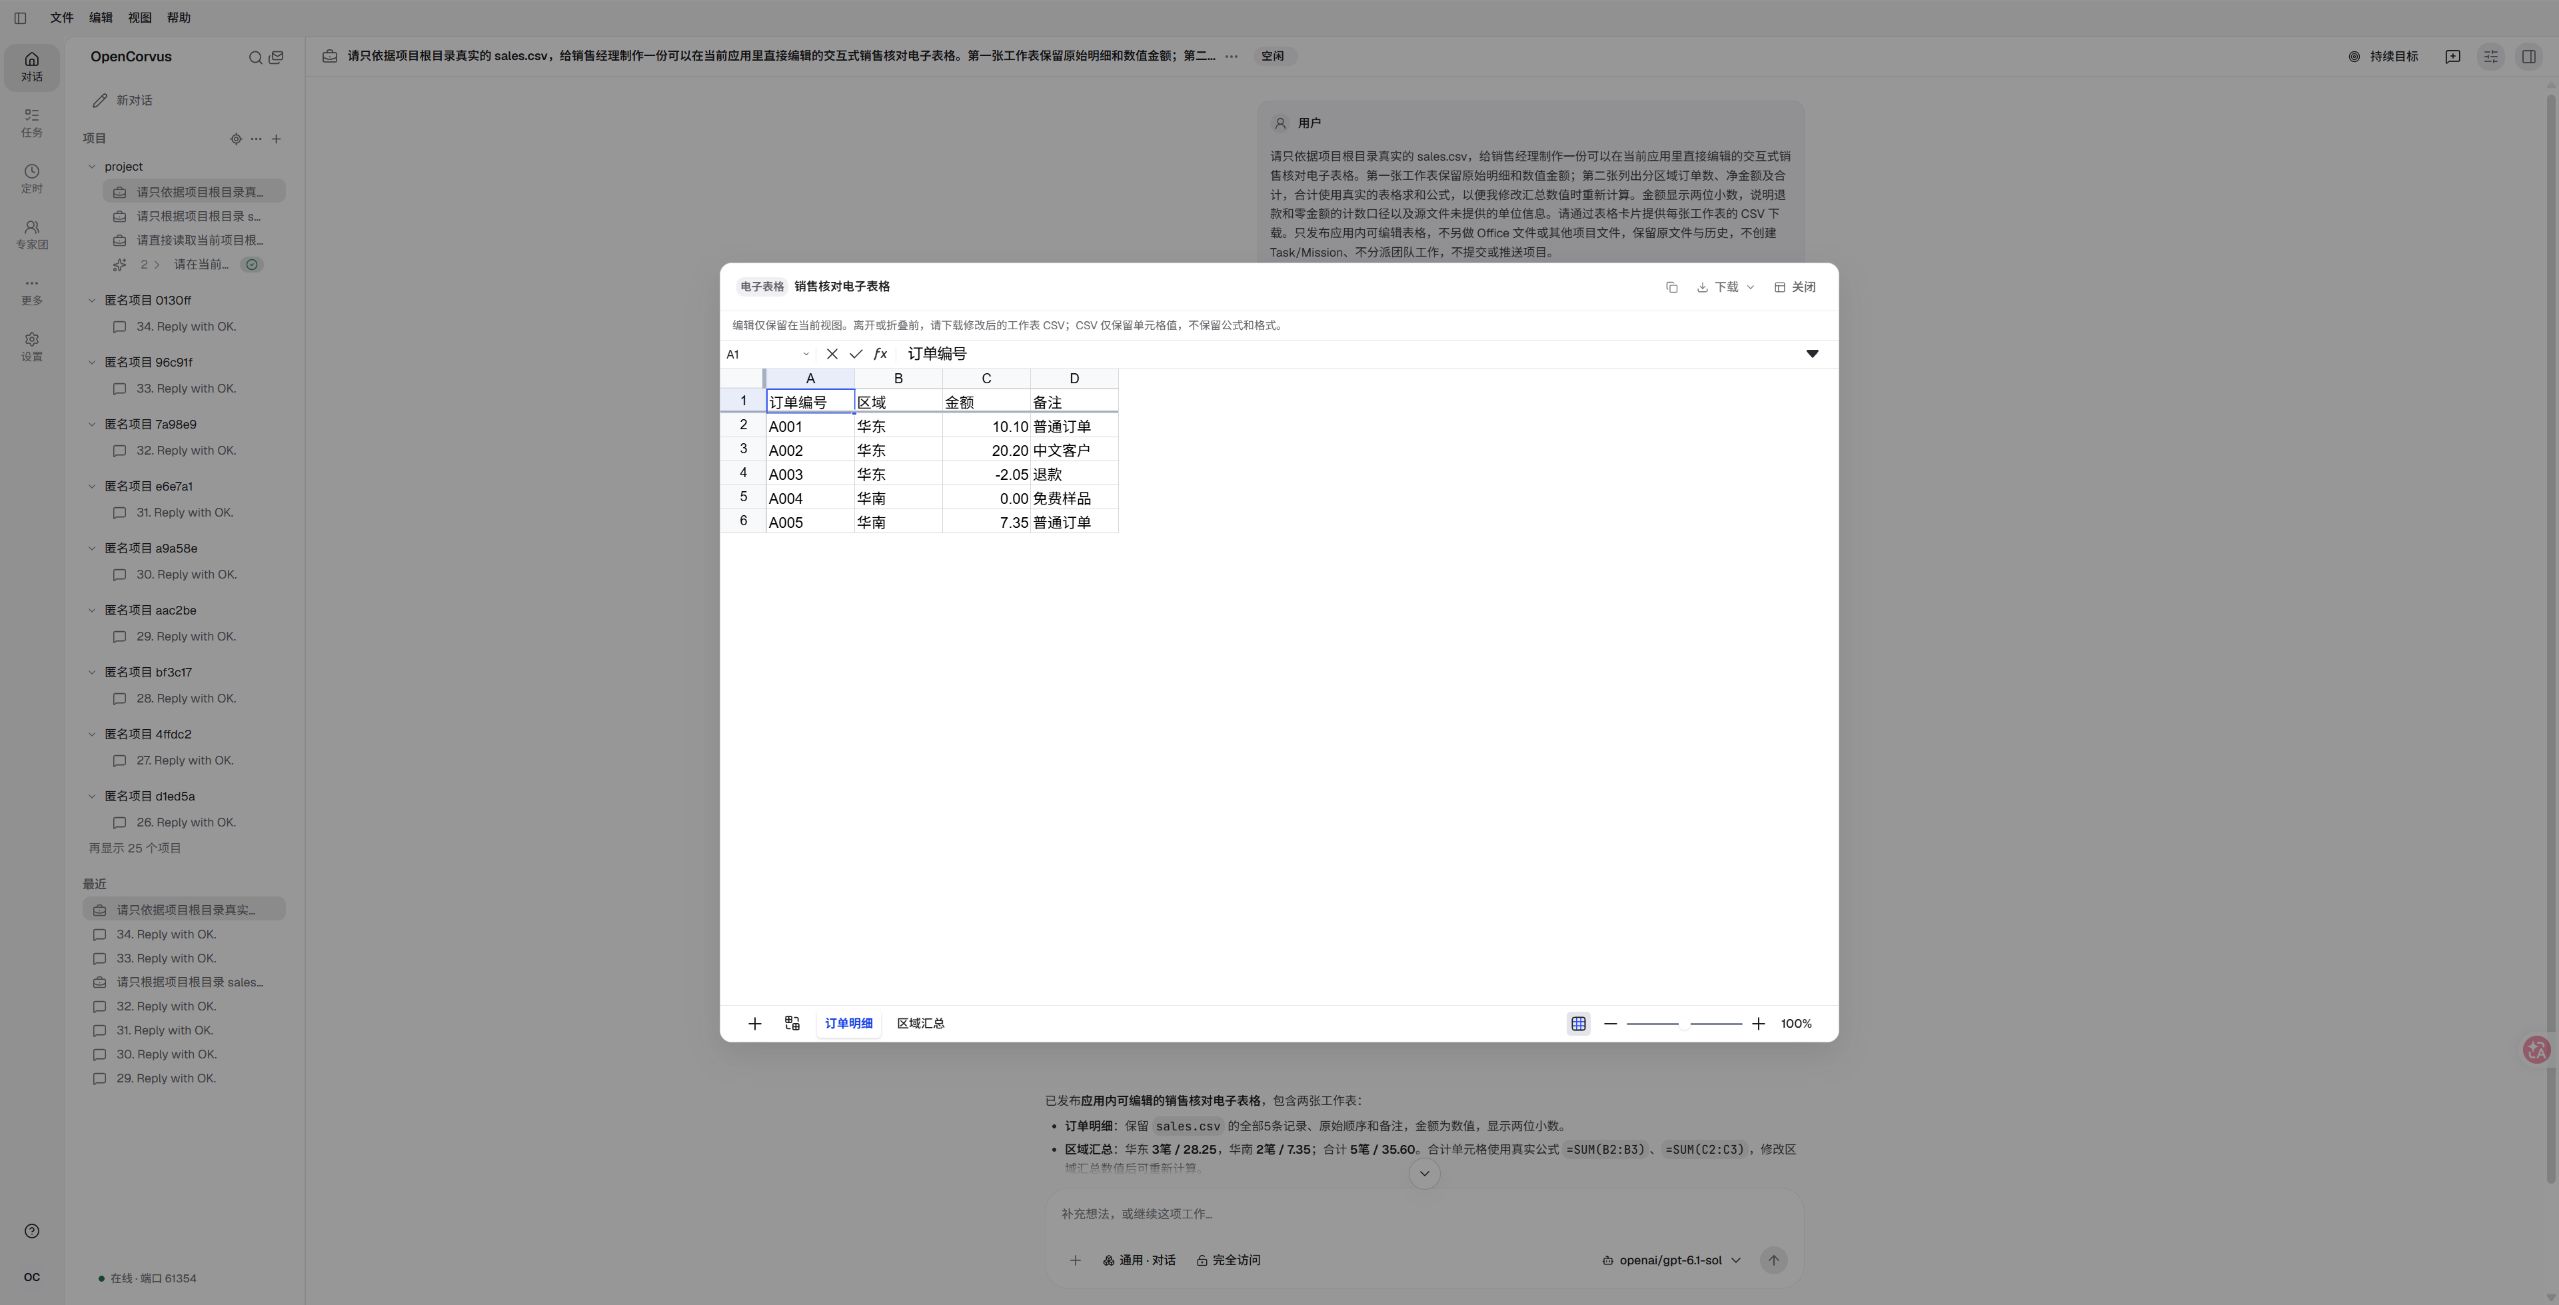 文件 编辑 视图 帮助
对话
任务
定时
专家团
更多
设置
OC
OpenCorvus
新对话
项目
project
请只依据项目根目录真...
请只根据项目根目录 s...
请直接读取当前项目根...
2 请在当前...
匿名项目 0130ff
34. Reply with OK.
匿名项目 96c91f
33. Reply with OK.
匿名项目 7a98e9
32. Reply with OK.
匿名项目 e6e7a1
31. Reply with OK.
匿名项目 a9a58e
30. Reply with OK.
匿名项目 aac2be
29. Reply with OK.
匿名项目 bf3c17
28. Reply with OK.
匿名项目 4ffdc2
27. Reply with OK.
匿名项目 d1ed5a
26. Reply with OK.
再显示 25 个项目
最近
请只依据项目根目录真实...
34. Reply with OK.
33. Reply with OK.
请只根据项目根目录 sales...
32. Reply with OK.
31. Reply with OK.
30. Reply with OK.
29. Reply with OK.
在线 · 端口 61354
请只依据项目根目录真实的 sales.csv，给销售经理制作一份可以在当前应用里直接编辑的交互式销售核对电子表格。第一张工作表保留原始明细和数值金额；第二... 空闲
持续目标
用户
请只依据项目根目录真实的 sales.csv，给销售经理制作一份可以在当前应用里直接编辑的交互式销
售核对电子表格。第一张工作表保留原始明细和数值金额；第二张列出分区域订单数、净金额及合
计，合计使用真实的表格求和公式，以便我修改汇总数值时重新计算。金额显示两位小数，说明退
款和零金额的计数口径以及源文件未提供的单位信息。请通过表格卡片提供每张工作表的 CSV 下
载。只发布应用内可编辑表格，不另做 Office 文件或其他项目文件，保留原文件与历史，不创建
Task/Mission、不分派团队工作，不提交或推送项目。
电子表格 销售核对电子表格
下载 关闭
编辑仅保留在当前视图。离开或折叠前，请下载修改后的工作表 CSV；CSV 仅保留单元格值，不保留公式和格式。
A1 fx 订单编号
A B C D
1 订单编号 区域 金额 备注
2 A001 华东 10.10 普通订单
3 A002 华东 20.20 中文客户
4 A003 华东 -2.05 退款
5 A004 华南 0.00 免费样品
6 A005 华南 7.35 普通订单
订单明细 区域汇总
100%
已发布应用内可编辑的销售核对电子表格，包含两张工作表：
• 订单明细：保留 sales.csv 的全部5条记录、原始顺序和备注，金额为数值，显示两位小数。
• 区域汇总：华东 3笔 / 28.25，华南 2笔 / 7.35；合计 5笔 / 35.60。合计单元格使用真实公式 =SUM(B2:B3) 、 =SUM(C2:C3) ，修改区
域汇总数值后可重新计算。
补充想法，或继续这项工作...
通用 · 对话 完全访问
openai/gpt-6.1-sol